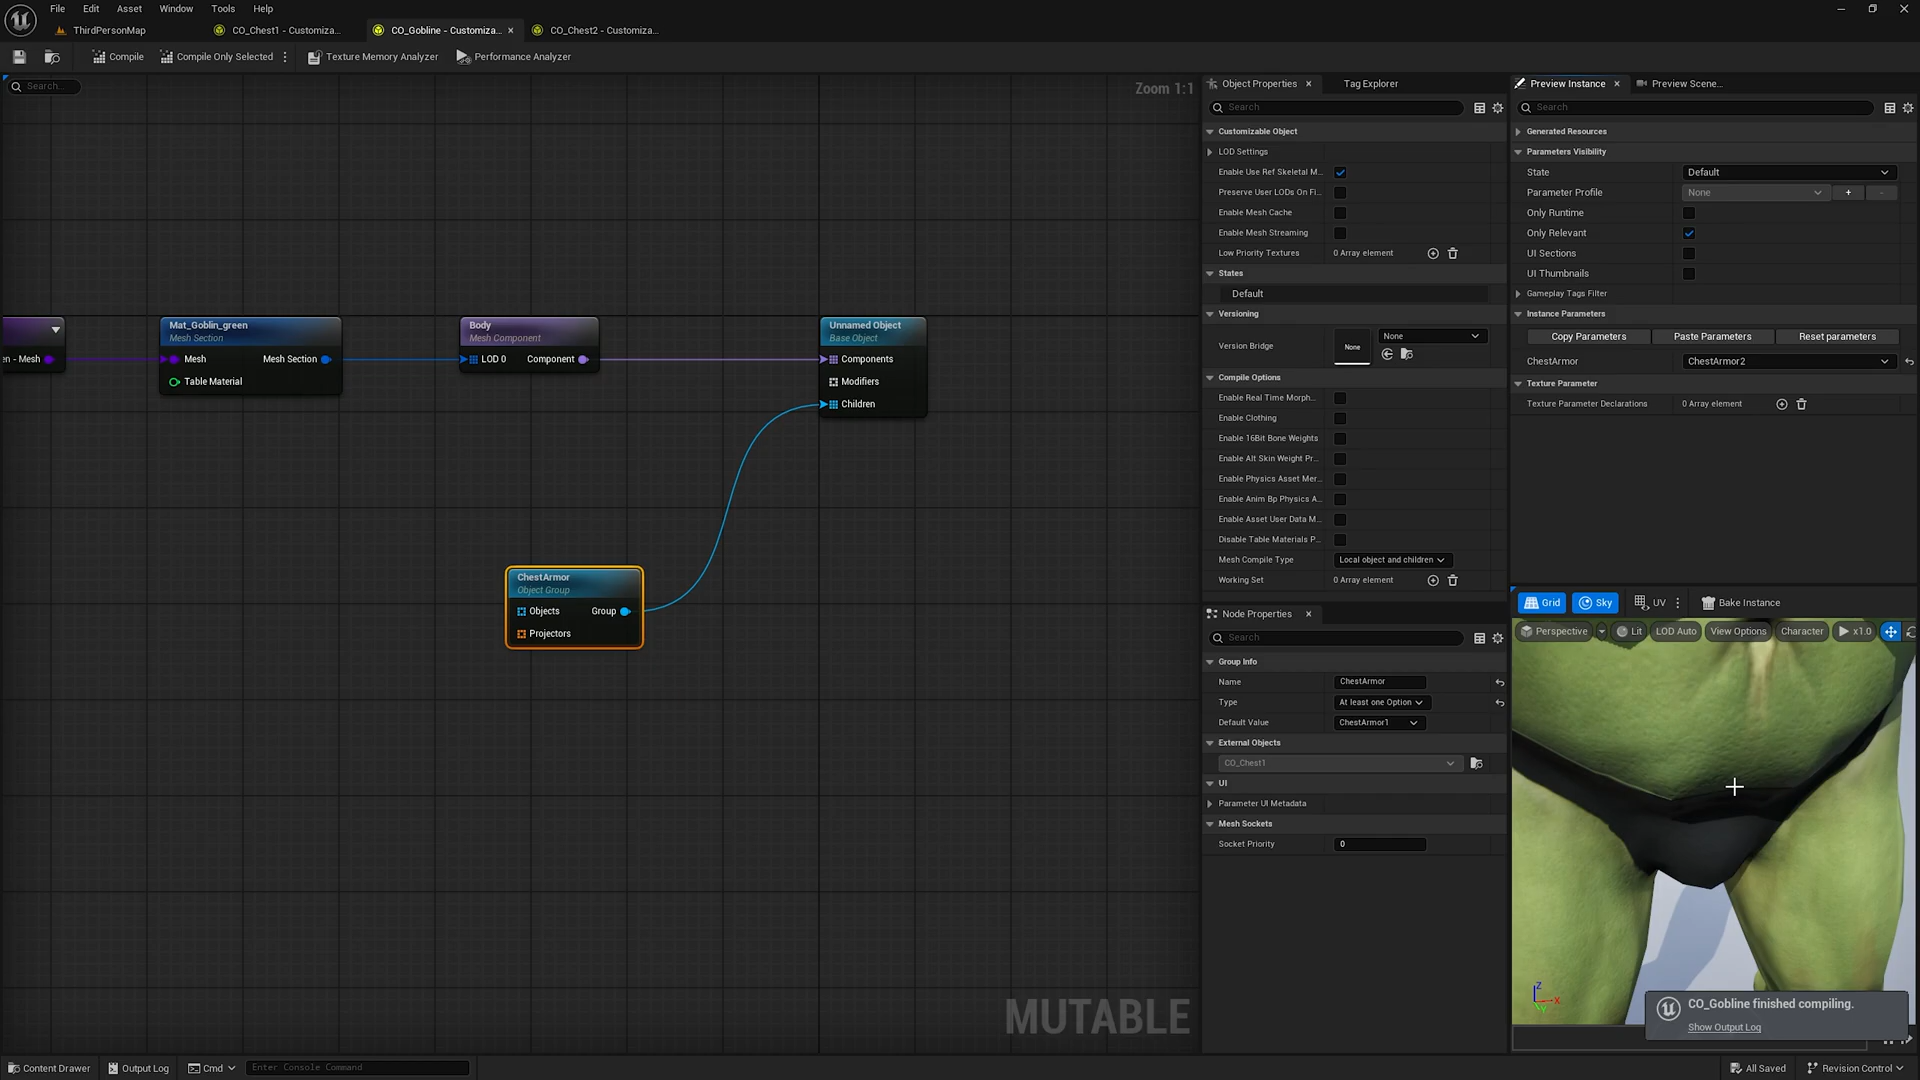 File Edit Asset Window Tools Help
ThirdPersonMap CO_Chest1 - Customiza... CO_Gobline - Customiza... CO_Chest2 - Customiza...
Compile Compile Only Selected Texture Memory Analyzer Performance Analyzer
Search...
Zoom 1:1
en - Mesh
Mat_Goblin_green
Mesh Section
Mesh Mesh Section
Table Material
Body
Mesh Component
LOD 0 Component
Unnamed Object
Base Object
Components
Modifiers
Children
ChestArmor
Object Group
Objects Group
Projectors
MUTABLE
Object Properties Tag Explorer
Search
Customizable Object
LOD Settings
Enable Use Ref Skeletal M...
Preserve User LODs On Fi...
Enable Mesh Cache
Enable Mesh Streaming
Low Priority Textures 0 Array element
States
Default
Versioning
Version Bridge None None
Compile Options
Enable Real Time Morph...
Enable Clothing
Enable 16Bit Bone Weights
Enable Alt Skin Weight Pr...
Enable Physics Asset Mer...
Enable Anim Bp Physics A...
Enable Asset User Data M...
Disable Table Materials P...
Mesh Compile Type Local object and children
Working Set 0 Array element
Node Properties
Search
Group Info
Name ChestArmor
Type At least one Option
Default Value ChestArmor1
External Objects
CO_Chest1
UI
Parameter UI Metadata
Mesh Sockets
Socket Priority 0
Preview Instance Preview Scene...
Search
Generated Resources
Parameters Visibility
State Default
Parameter Profile None + -
Only Runtime
Only Relevant
UI Sections
UI Thumbnails
Gameplay Tags Filter
Instance Parameters
Copy Parameters Paste Parameters Reset parameters
ChestArmor ChestArmor2
Texture Parameter
Texture Parameter Declarations 0 Array element
Grid Sky UV Bake Instance
Perspective Lit LOD Auto View Options Character x1.0
Z
X
Y
CO_Gobline finished compiling.
Show Output Log
Content Drawer Output Log Cmd Enter Console Command All Saved Revision Control